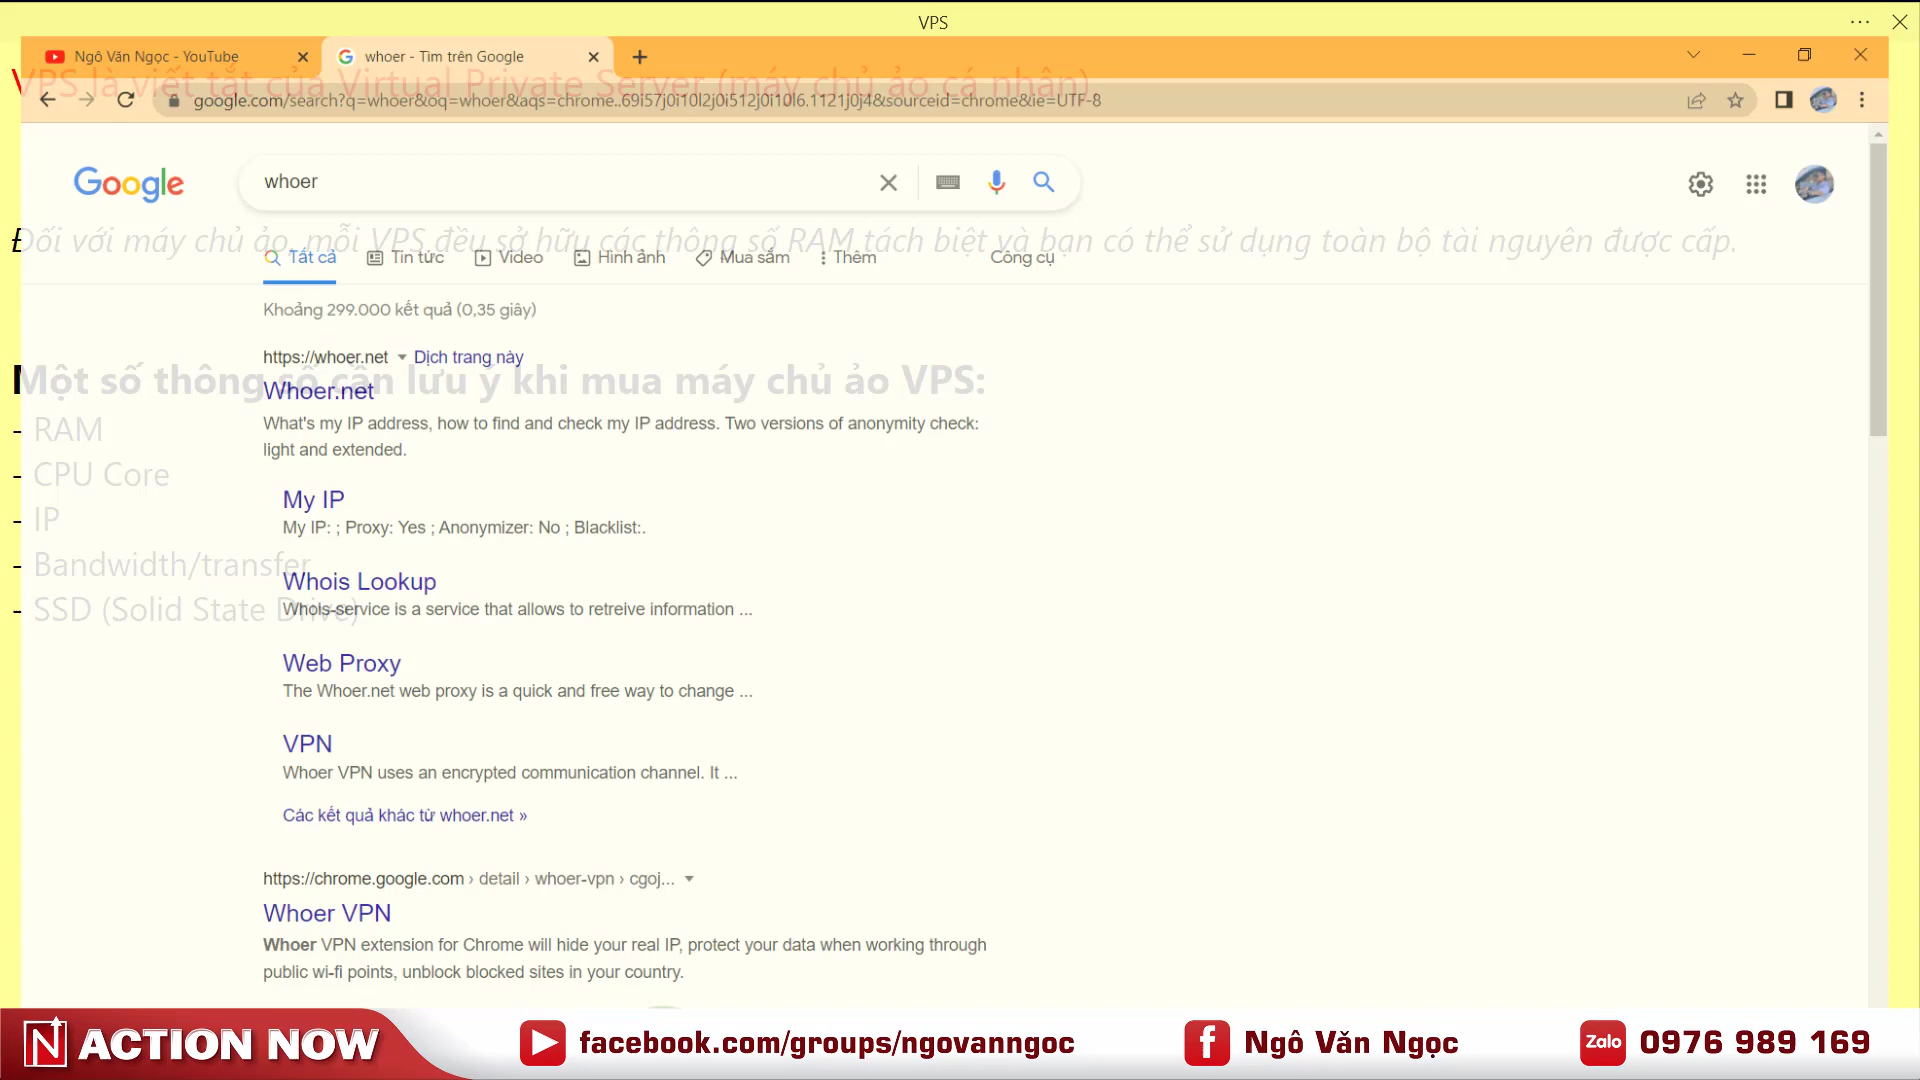 VPS
Ngô Văn Ngọc - YouTube
whoer - Tìm trên Google
VPS là viết tắt của Virtual Private Server (máy chủ ảo cá nhân)
google.com/search?q=whoer&oq=whoer&aqs=chrome..69i57j0i10l2j0i512j0i10l6.1121j0j4&sourceid=chrome&ie=UTF-8
Google
whoer
Đối với máy chủ ảo, mỗi VPS đều sở hữu các thông số RAM tách biệt và bạn có thể sử dụng toàn bộ tài nguyên được cấp.
Tất cả
Tin tức
Video
Hình ảnh
Mua sắm
Thêm
Công cụ
Khoảng 299.000 kết quả (0,35 giây)
https://whoer.net
Dịch trang này
Một số thông số cần lưu ý khi mua máy chủ ảo VPS:
Whoer.net
What's my IP address, how to find and check my IP address. Two versions of anonymity check:
light and extended.
- RAM
- CPU Core
- IP
- Bandwidth/transfer
- SSD (Solid State Drive)
My IP
My IP: ; Proxy: Yes ; Anonymizer: No ; Blacklist:.
Whois Lookup
Whois-service is a service that allows to retreive information ...
Web Proxy
The Whoer.net web proxy is a quick and free way to change ...
VPN
Whoer VPN uses an encrypted communication channel. It ...
Các kết quả khác từ whoer.net »
https://chrome.google.com › detail › whoer-vpn › cgoj...
Whoer VPN
Whoer VPN extension for Chrome will hide your real IP, protect your data when working through
public wi-fi points, unblock blocked sites in your country.
N ACTION NOW
facebook.com/groups/ngovanngoc
f Ngô Văn Ngọc
Zalo 0976 989 169